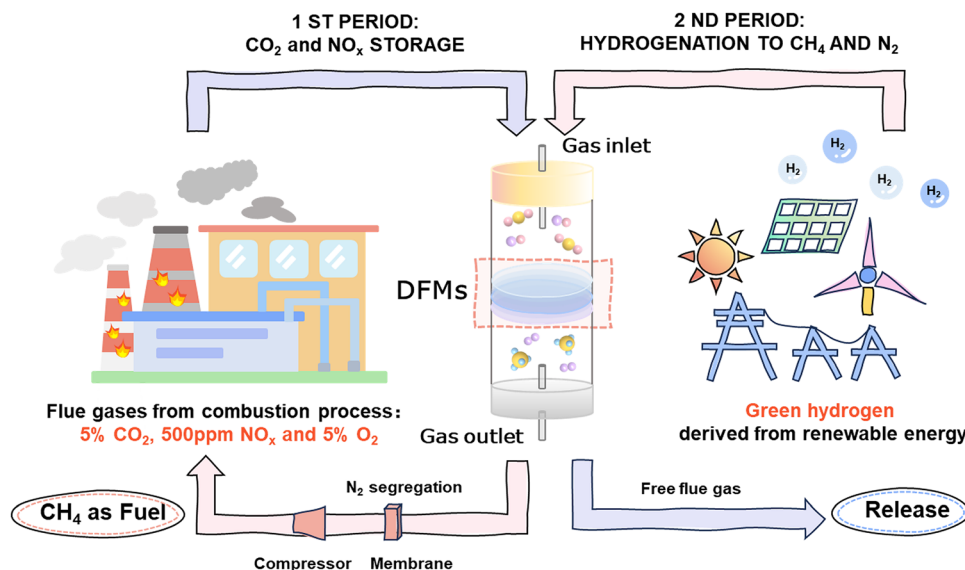 1 ST PERIOD:
CO₂ and NOₓ STORAGE
2 ND PERIOD:
HYDROGENATION TO CH₄ AND N₂
Gas inlet
H₂
H₂
H₂
H₂
DFMs
Flue gases from combustion process:
5% CO₂, 500ppm NOₓ and 5% O₂
Gas outlet
Green hydrogen
derived from renewable energy
N₂ segregation
Free flue gas
CH₄ as Fuel
Release
Compressor
Membrane